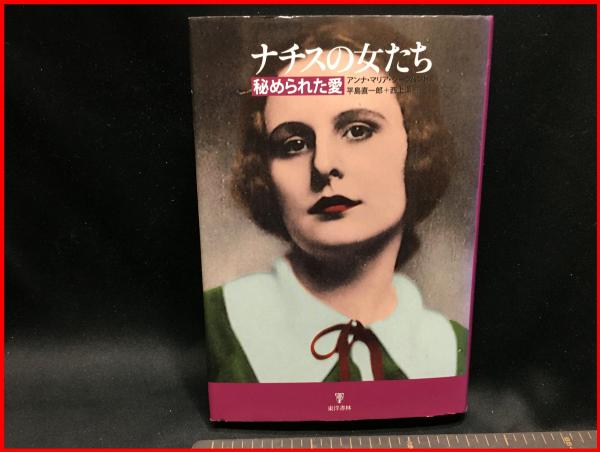 ナチスの女たち
秘められた愛
アンナ・マリア・
平島直一郎+西上
東洋書林